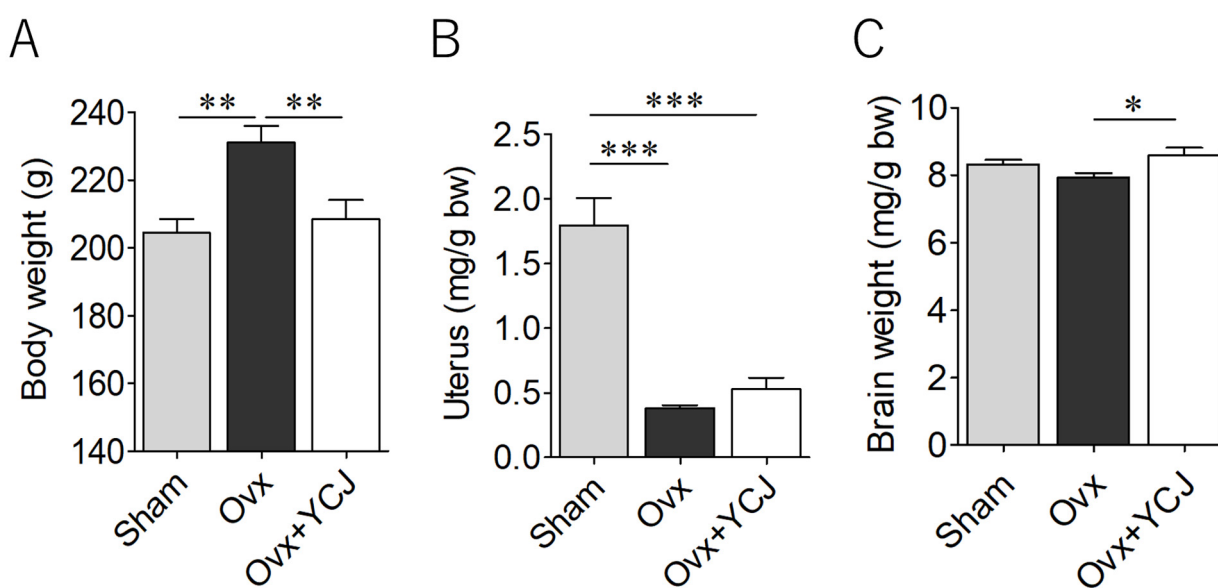 A
Body weight (g)
240
220
200
180
160
140
**
**
Sham
Ovx
Ovx+YCJ
B
Uterus (mg/g bw)
2.5
2.0
1.5
1.0
0.5
0.0
***
***
Sham
Ovx
Ovx+YCJ
C
Brain weight (mg/g bw)
10
8
6
4
2
0
*
Sham
Ovx
Ovx+YCJ